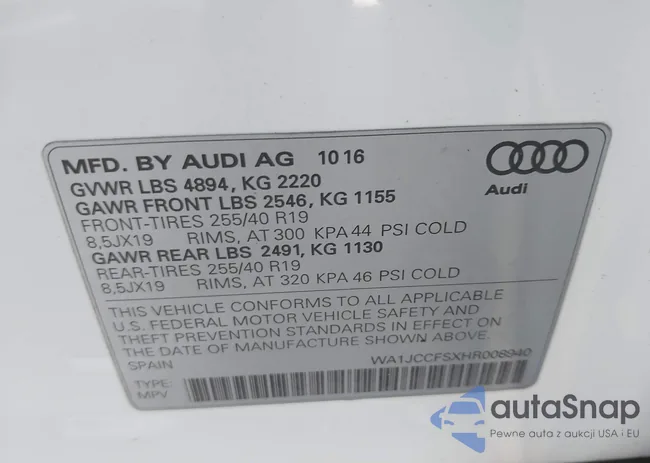 MFD. BY AUDI AG 10 16
GVWR LBS 4894, KG 2220
GAWR FRONT LBS 2546, KG 1155
FRONT-TIRES 255/40 R19
8,5JX19 RIMS, AT 300 KPA 44 PSI COLD
GAWR REAR LBS 2491, KG 1130
REAR-TIRES 255/40 R19
8,5JX19 RIMS, AT 320 KPA 46 PSI COLD
THIS VEHICLE CONFORMS TO ALL APPLICABLE
U.S. FEDERAL MOTOR VEHICLE SAFETY AND
THEFT PREVENTION STANDARDS IN EFFECT ON
THE DATE OF MANUFACTURE SHOWN ABOVE.
SPAIN WA1JCCFSXHR006940
TYPE:
MPV
Audi
autaSnap
Pewne auta z aukcji USA i EU